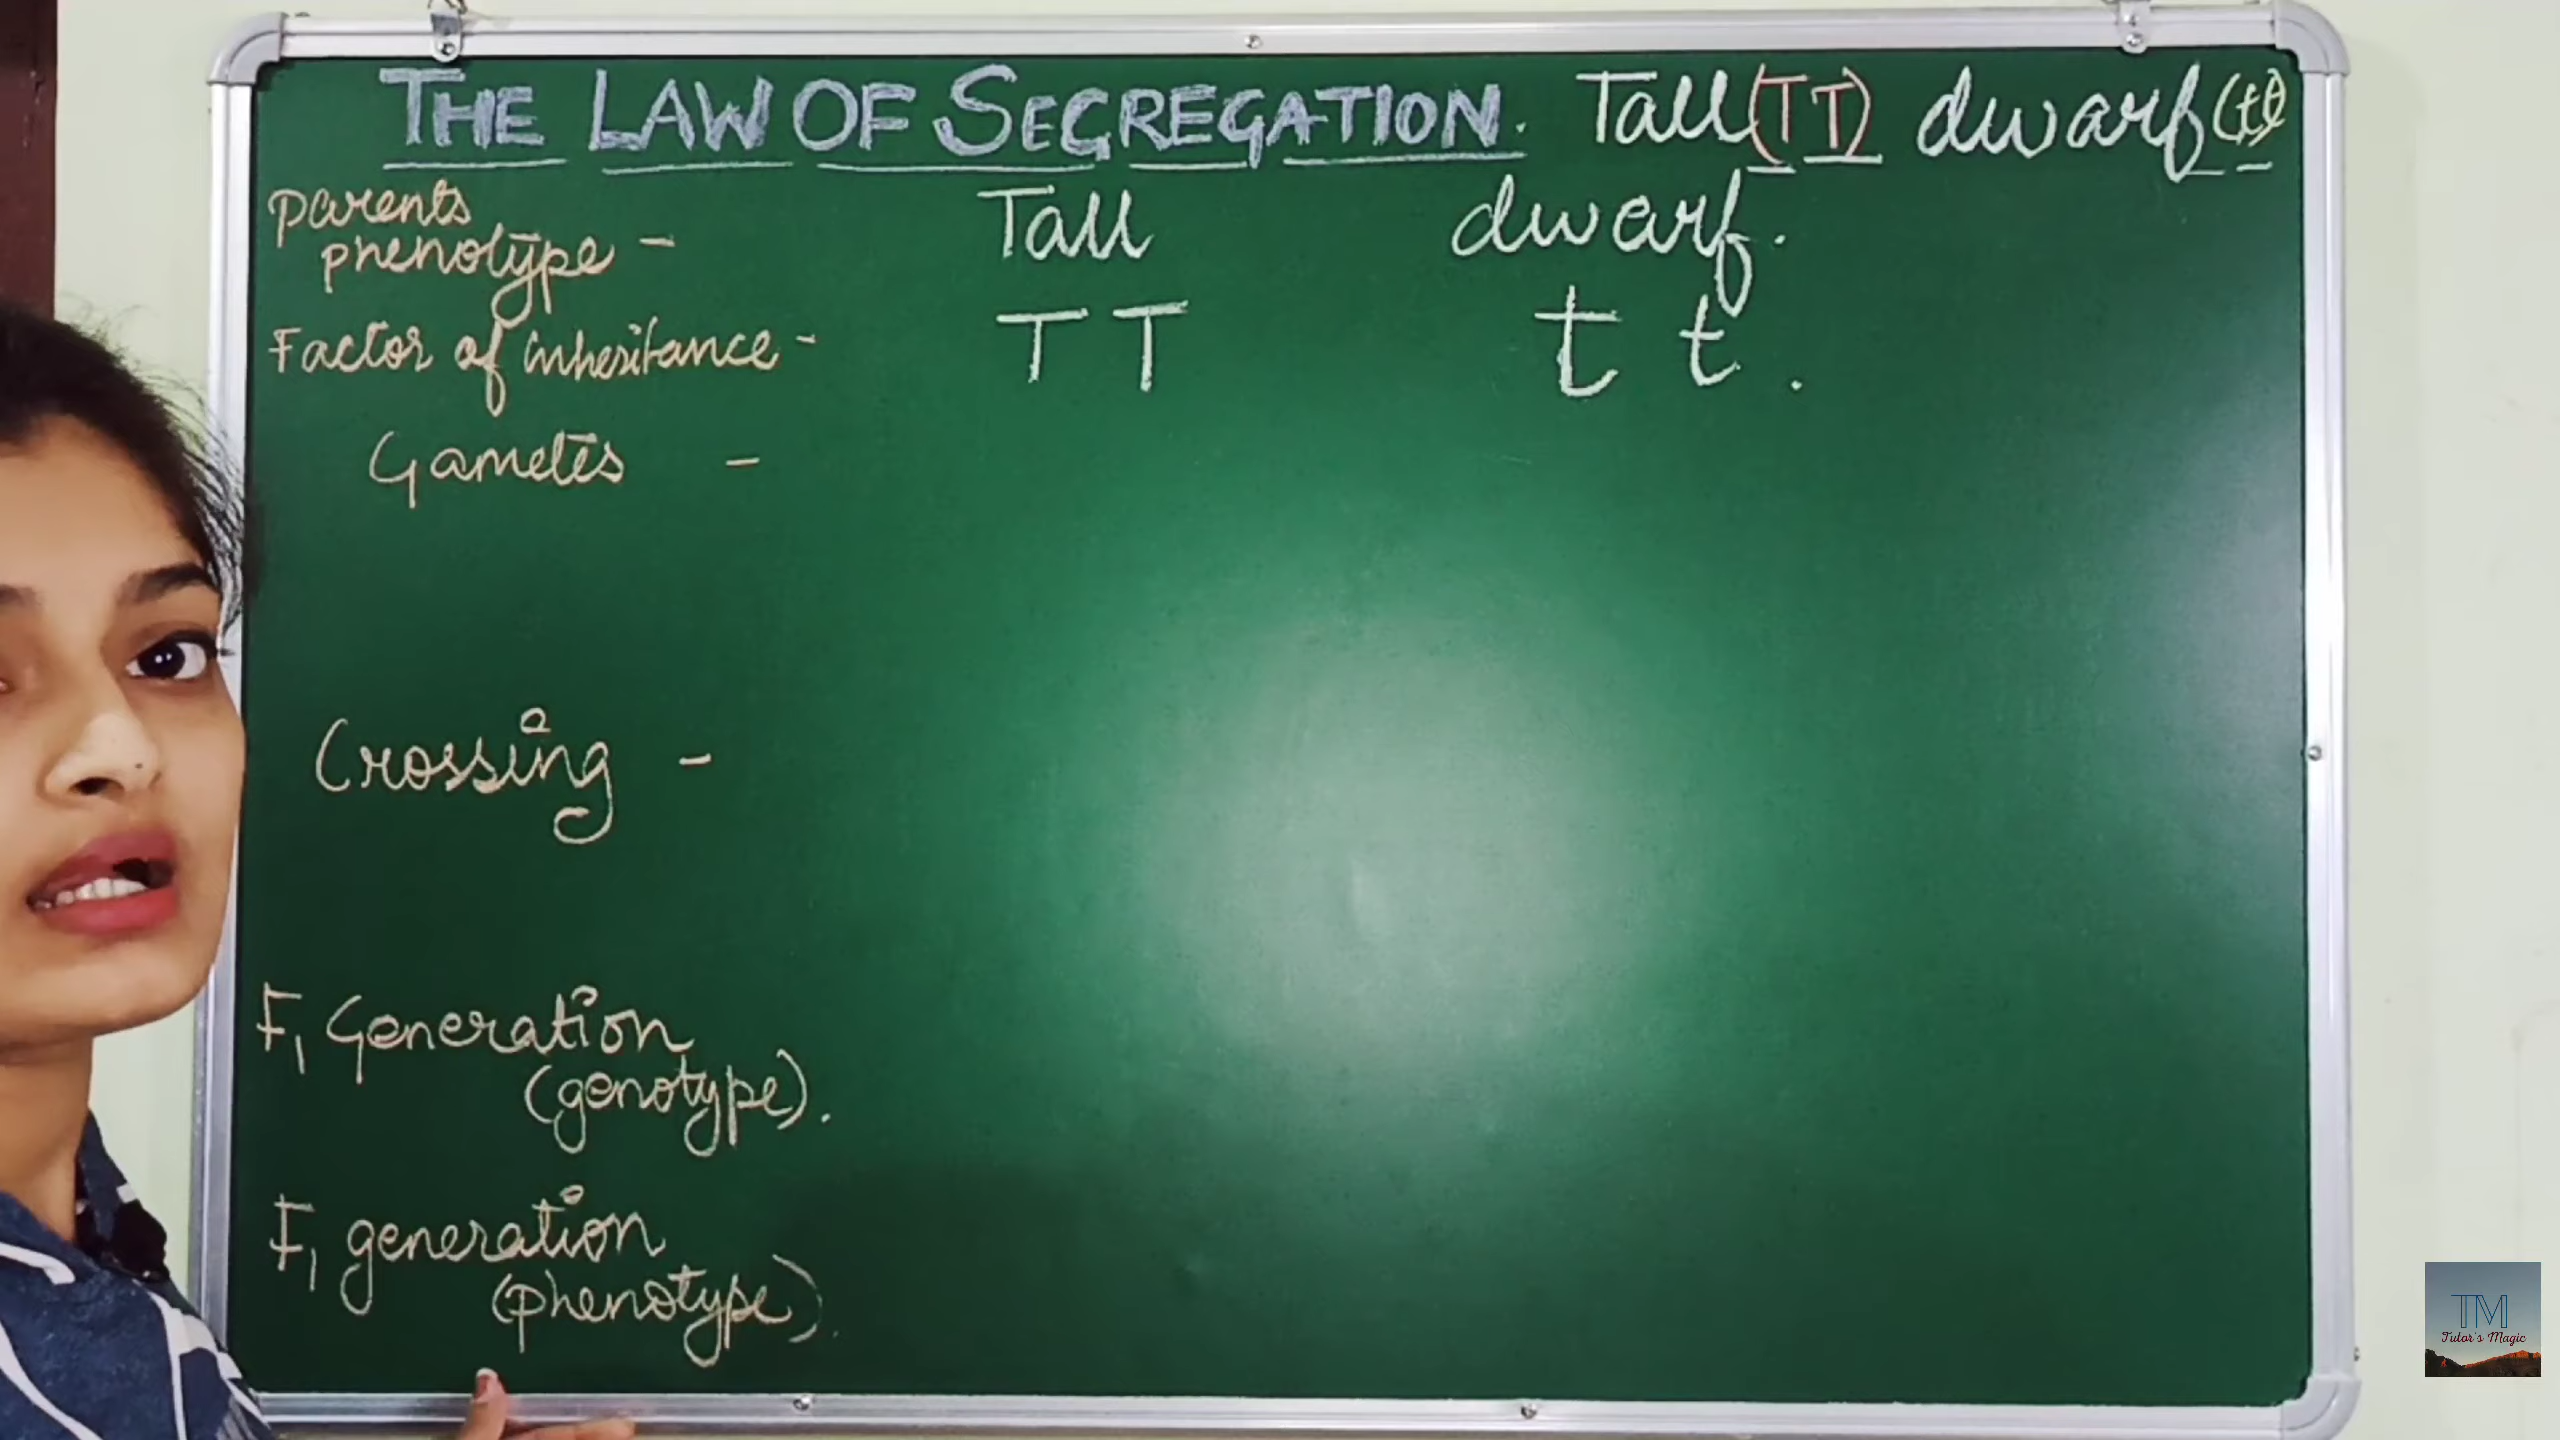 THE LAW OF SEGREGATION. Tall (TT) dwarf (tt)
Parents phenotype - Tall dwarf.
Factor of inheritance - T T t t .
Gametes -
Crossing -
F1 Generation
(genotype).
F1 generation
(phenotype).
TM
Tutor's Magic